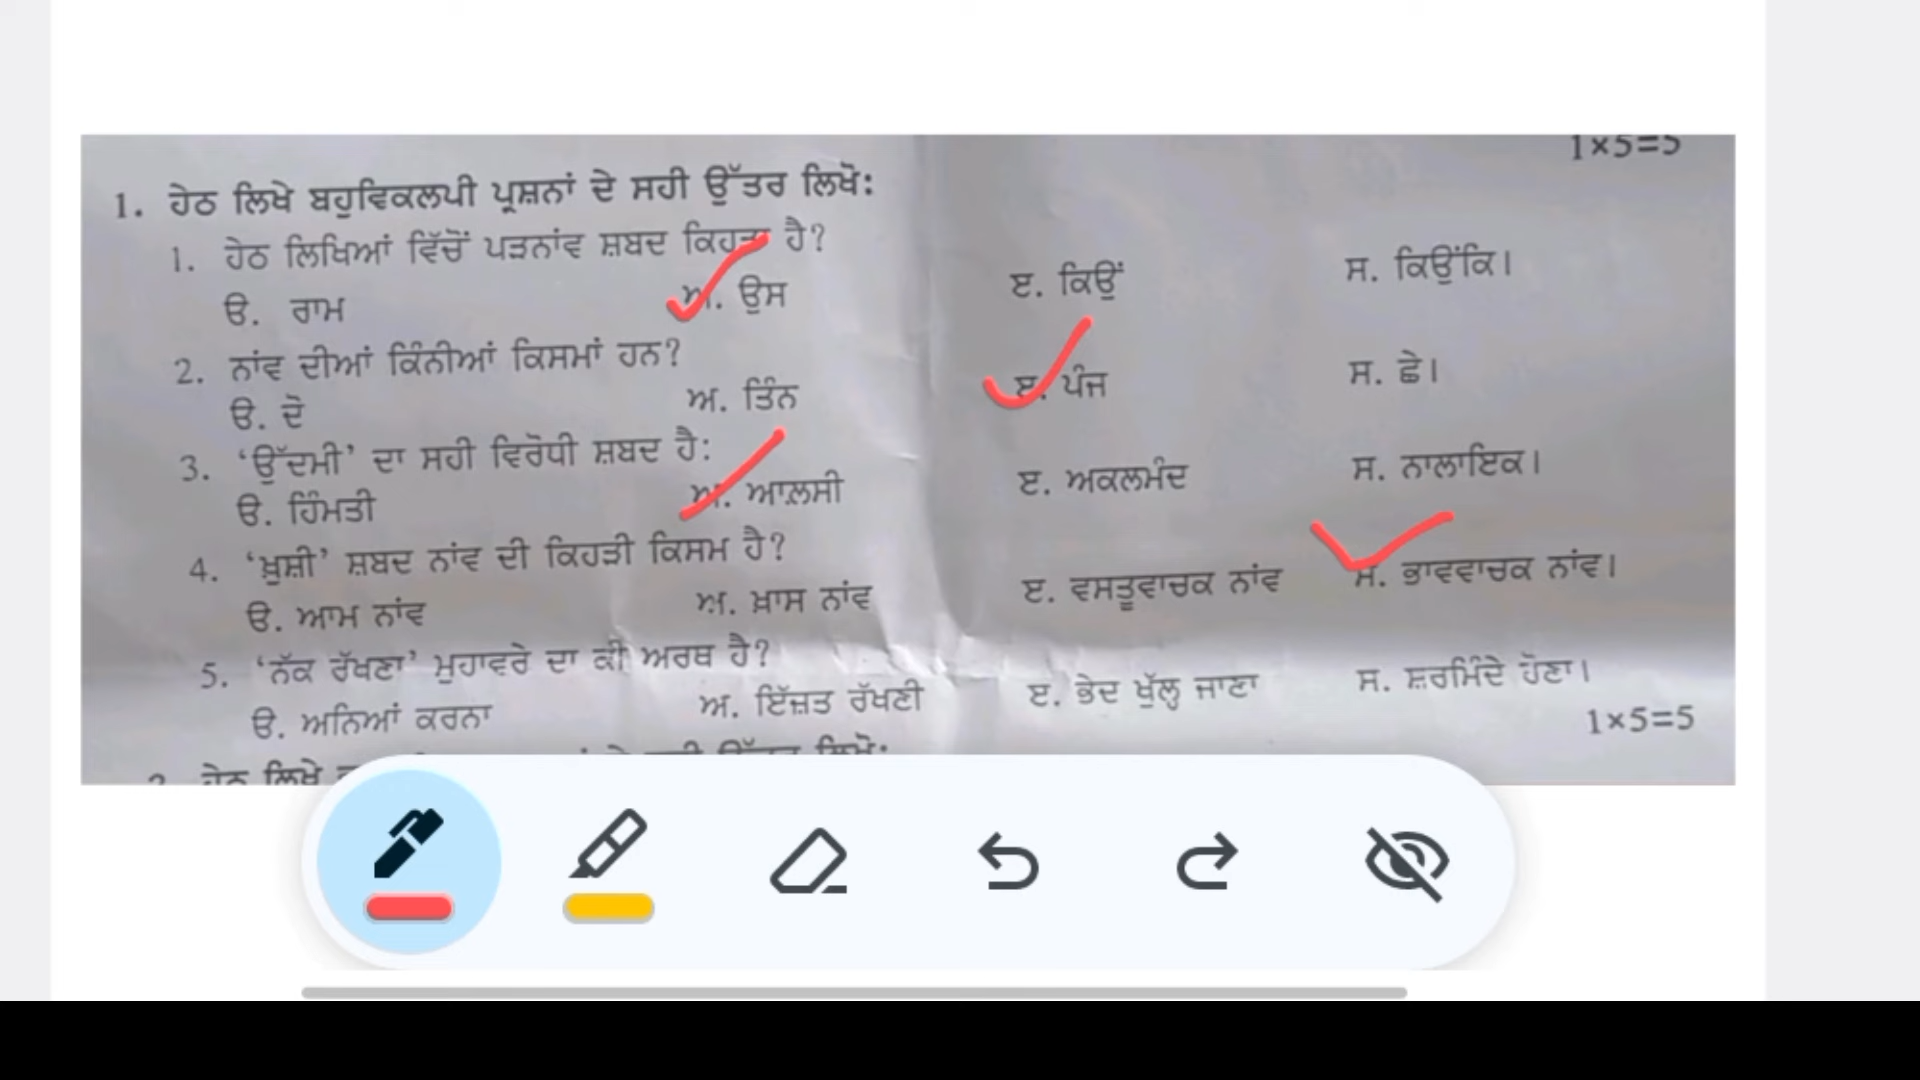 1×5=5
1. ਹੇਠ ਲਿਖੇ ਬਹੁਵਿਕਲਪੀ ਪ੍ਰਸ਼ਨਾਂ ਦੇ ਸਹੀ ਉੱਤਰ ਲਿਖੋ:
1. ਹੇਠ ਲਿਖਿਆਂ ਵਿੱਚੋਂ ਪੜਨਾਂਵ ਸ਼ਬਦ ਕਿਹੜਾ ਹੈ?
ੳ. ਰਾਮ ਅ. ਉਸ ੲ. ਕਿਉਂ ਸ. ਕਿਉਂਕਿ।
2. ਨਾਂਵ ਦੀਆਂ ਕਿੰਨੀਆਂ ਕਿਸਮਾਂ ਹਨ?
ੳ. ਦੋ ਅ. ਤਿੰਨ ੲ. ਪੰਜ ਸ. ਛੇ।
3. ‘ਉੱਦਮੀ’ ਦਾ ਸਹੀ ਵਿਰੋਧੀ ਸ਼ਬਦ ਹੈ:
ੳ. ਹਿੰਮਤੀ ਅ. ਆਲਸੀ ੲ. ਅਕਲਮੰਦ ਸ. ਨਾਲਾਇਕ।
4. ‘ਖ਼ੁਸ਼ੀ’ ਸ਼ਬਦ ਨਾਂਵ ਦੀ ਕਿਹੜੀ ਕਿਸਮ ਹੈ?
ੳ. ਆਮ ਨਾਂਵ ਅ. ਖ਼ਾਸ ਨਾਂਵ ੲ. ਵਸਤੂਵਾਚਕ ਨਾਂਵ ਸ. ਭਾਵਵਾਚਕ ਨਾਂਵ।
5. ‘ਨੱਕ ਰੱਖਣਾ’ ਮੁਹਾਵਰੇ ਦਾ ਕੀ ਅਰਥ ਹੈ?
ੳ. ਅਨਿਆਂ ਕਰਨਾ ਅ. ਇੱਜ਼ਤ ਰੱਖਣੀ ੲ. ਭੇਦ ਖੁੱਲ੍ਹ ਜਾਣਾ ਸ. ਸ਼ਰਮਿੰਦੇ ਹੋਣਾ।
1×5=5
ਹੇਠ ਲਿਖੇ ਸਹੀ ਉੱਤਰ ਲਿਖੋ: